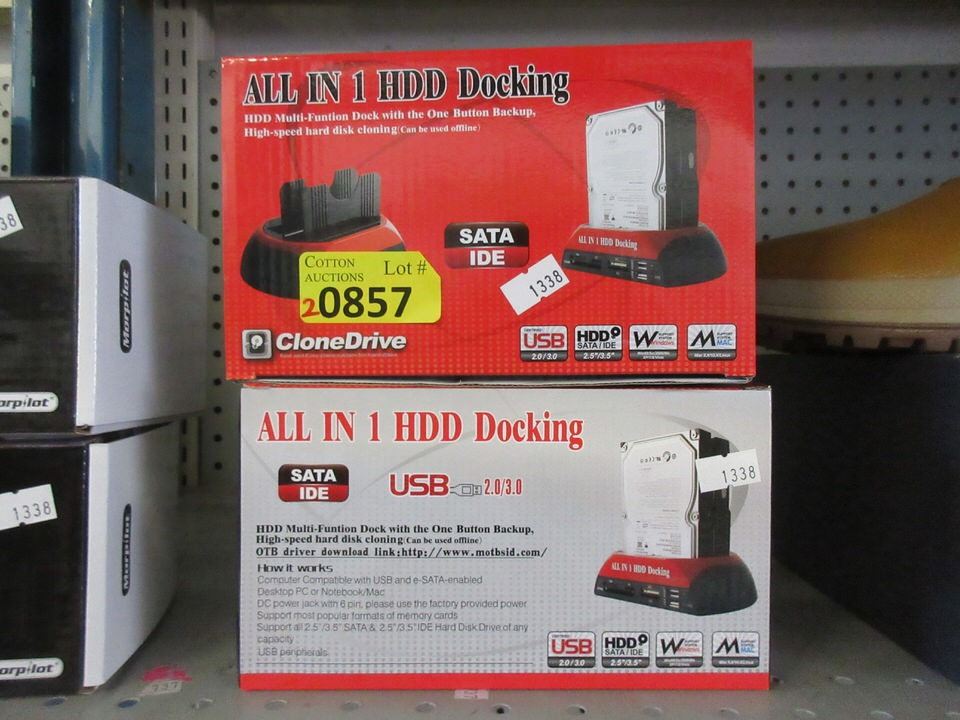 ALL IN 1 HDD Docking
HDD Multi-Funtion Dock with the One Button Backup,
High-speed hard disk cloning(Can be used offline)
SATA
IDE
ALL IN 1 HDD Docking
COTTON
AUCTIONS
Lot #
20857
1338
CloneDrive
USB
2.0/3.0
HDD
SATA/IDE
2.5"/3.5"
Windows
MAC
38
Morpilot
orpilot
1338
Morpilot
orpilot
ALL IN 1 HDD Docking
SATA
IDE
USB 2.0/3.0
1338
HDD Multi-Funtion Dock with the One Button Backup,
High-speed hard disk cloning(Can be used offline)
OTB driver download link:http://www.motbsid.com/
How it works
Computer Compatible with USB and e-SATA-enabled
Desktop PC or Notebook/Mac
DC power jack with 6 pin, please use the factory provided power
Support most popular formats of memory cards
Support all 2.5"/3.5" SATA & 2.5"/3.5" IDE Hard Disk Drive of any
capacity
USB peripherals
ALL IN 1 HDD Docking
USB
2.0/3.0
HDD
SATA/IDE
2.5"/3.5"
Windows
MAC